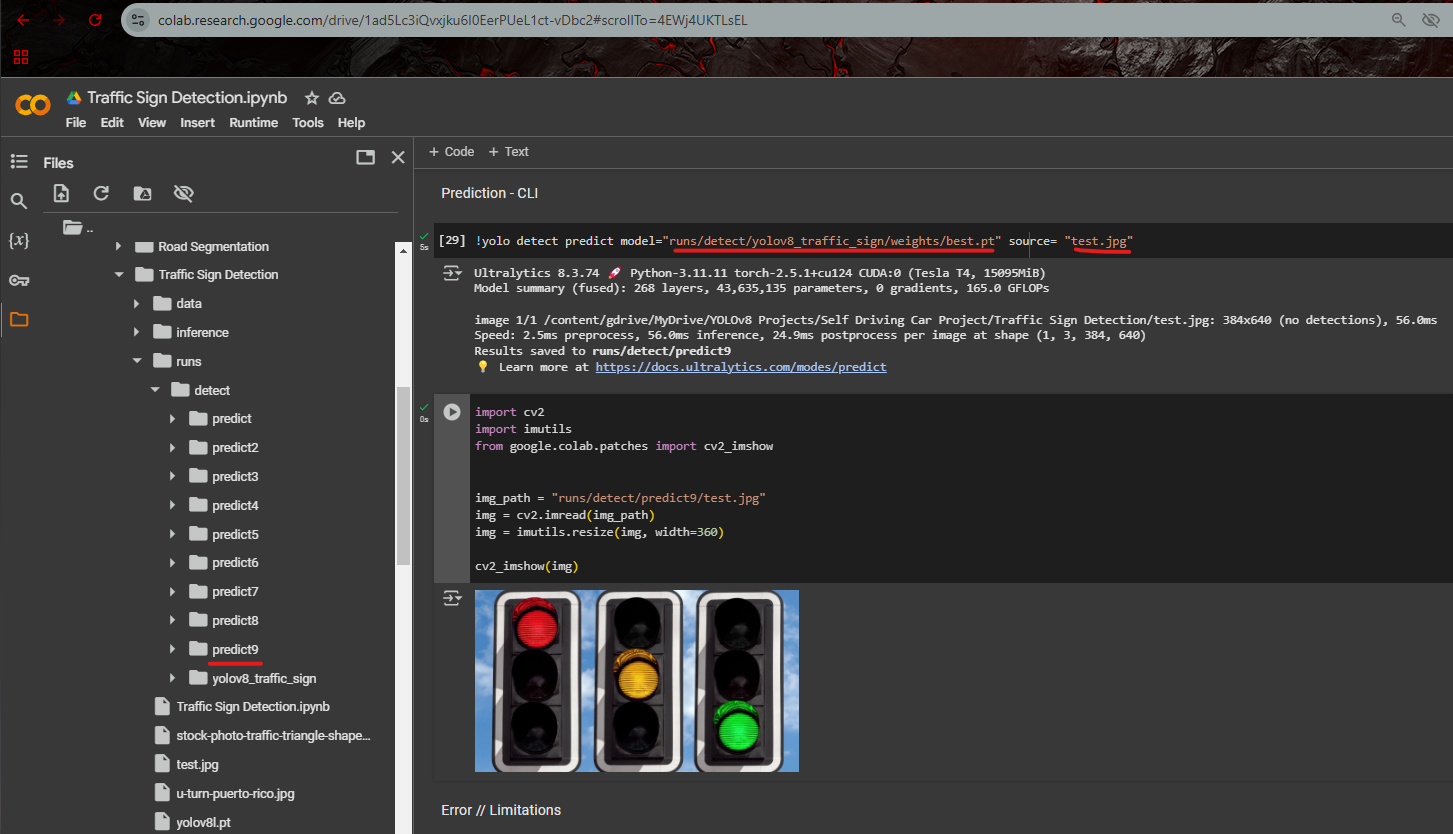 colab.research.google.com/drive/1ad5Lc3iQvxjku6I0EerPUeL1ct-vDbc2#scrollTo=4EWj4UKTLsEL
Traffic Sign Detection.ipynb
File Edit View Insert Runtime Tools Help
Files
..
Road Segmentation
Traffic Sign Detection
data
inference
runs
detect
predict
predict2
predict3
predict4
predict5
predict6
predict7
predict8
predict9
yolov8_traffic_sign
Traffic Sign Detection.ipynb
stock-photo-traffic-triangle-shape...
test.jpg
u-turn-puerto-rico.jpg
yolov8l.pt
+ Code + Text
Prediction - CLI
5s
[29] !yolo detect predict model="runs/detect/yolov8_traffic_sign/weights/best.pt" source= "test.jpg"
Ultralytics 8.3.74 🚀 Python-3.11.11 torch-2.5.1+cu124 CUDA:0 (Tesla T4, 15095MiB)
Model summary (fused): 268 layers, 43,635,135 parameters, 0 gradients, 165.0 GFLOPs
image 1/1 /content/gdrive/MyDrive/YOLOv8 Projects/Self Driving Car Project/Traffic Sign Detection/test.jpg: 384x640 (no detections), 56.0ms
Speed: 2.5ms preprocess, 56.0ms inference, 24.9ms postprocess per image at shape (1, 3, 384, 640)
Results saved to runs/detect/predict9
💡 Learn more at https://docs.ultralytics.com/modes/predict
0s
import cv2
import imutils
from google.colab.patches import cv2_imshow
img_path = "runs/detect/predict9/test.jpg"
img = cv2.imread(img_path)
img = imutils.resize(img, width=360)
cv2_imshow(img)
Error // Limitations